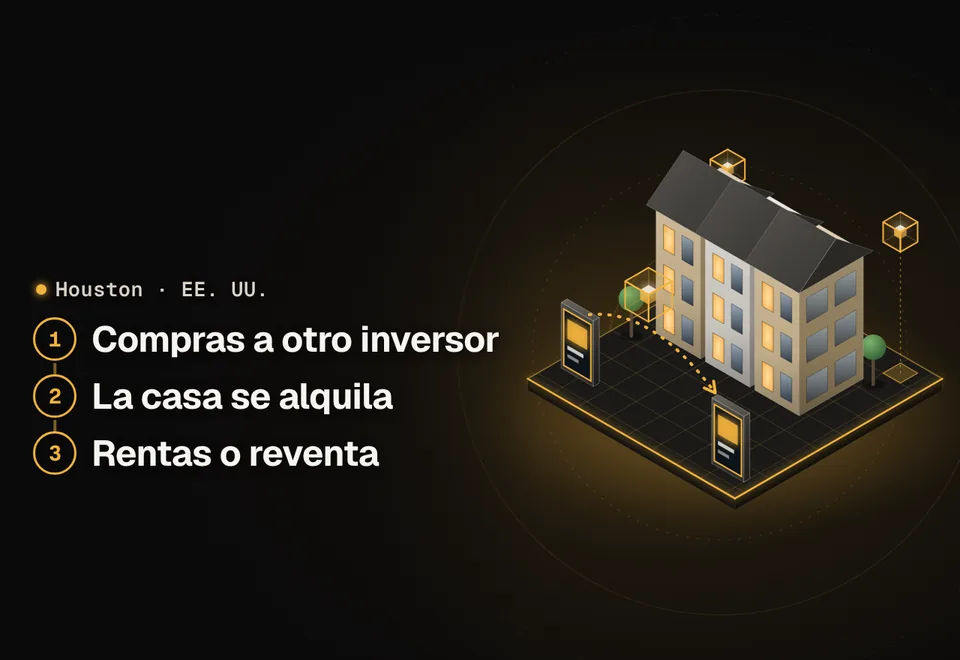 Houston · EE. UU.
1 Compras a otro inversor
2 La casa se alquila
3 Rentas o reventa